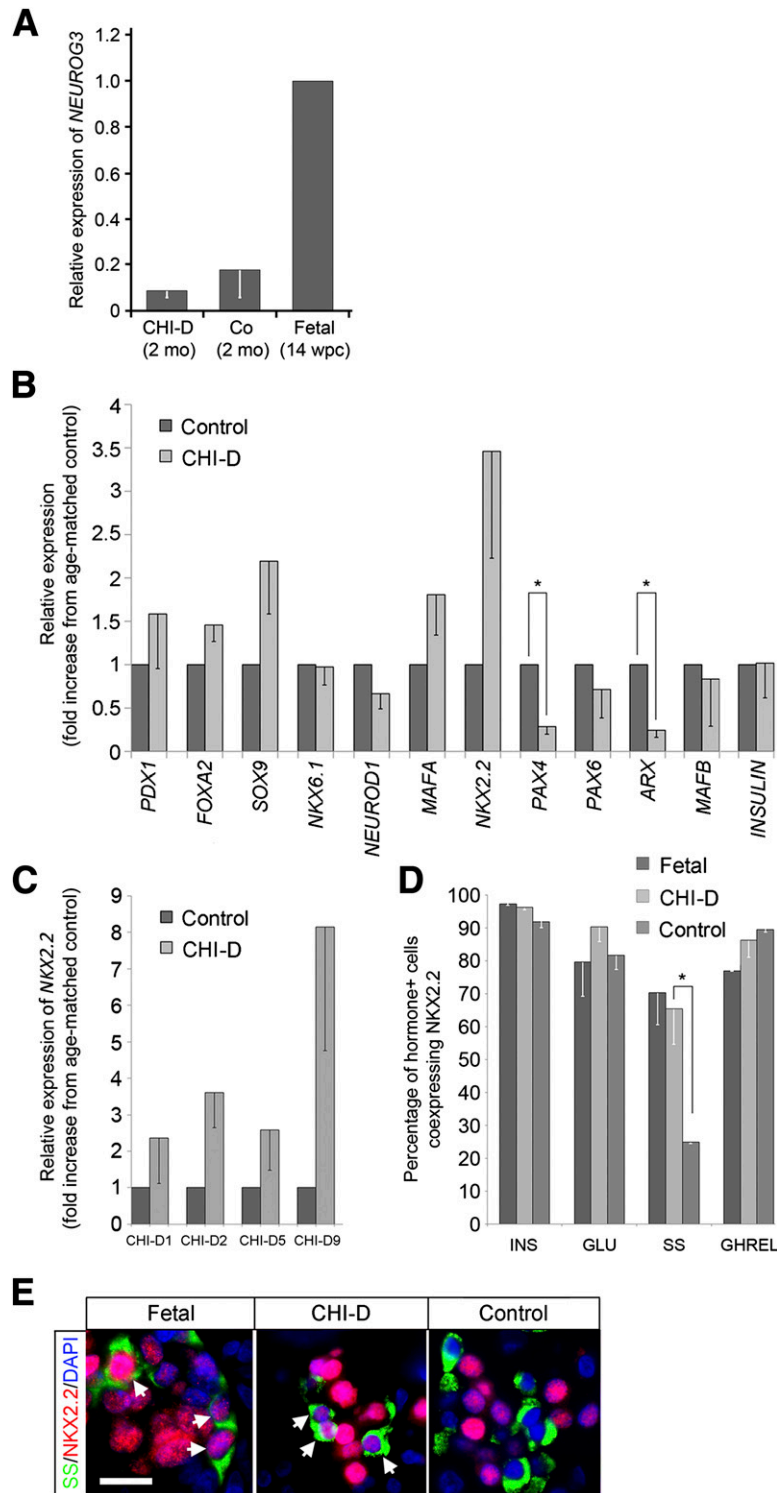 A
Relative expression of NEUROG3
1.2
1.0
0.8
0.6
0.4
0.2
0
CHI-D
(2 mo)
Co
(2 mo)
Fetal
(14 wpc)
B
Relative expression
(fold increase from age-matched control)
4
3.5
3
2.5
2
1.5
1
0.5
0
Control
CHI-D
*
*
PDX1
FOXA2
SOX9
NKX6.1
NEUROD1
MAFA
NKX2.2
PAX4
PAX6
ARX
MAFB
INSULIN
C
Relative expression of NKX2.2
(fold increase from age-matched control)
9
8
7
6
5
4
3
2
1
0
Control
CHI-D
CHI-D1
CHI-D2
CHI-D5
CHI-D9
D
Fetal
CHI-D
Control
Percentage of hormone+ cells
coexpressing NKX2.2
100
90
80
70
60
50
40
30
20
10
0
*
INS
GLU
SS
GHREL
E
Fetal
CHI-D
Control
SS/NKX2.2/DAPI